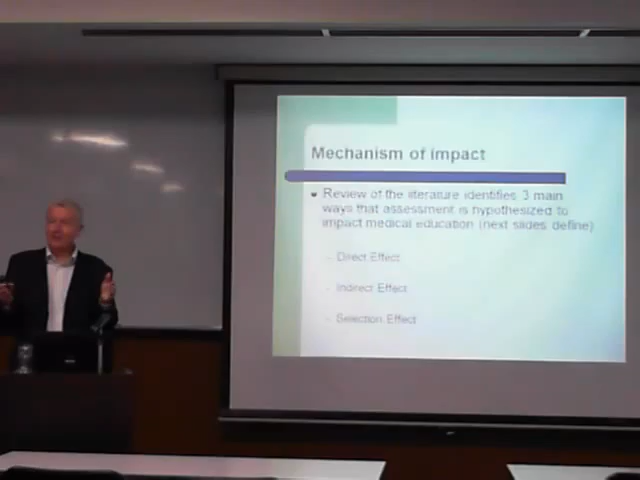 Mechanism of impact
Review of the literature identifies 3 main
ways that assessment is hypothesized to
impact medical education (next slides define)
- Direct Effect
- Indirect Effect
- Selection Effect